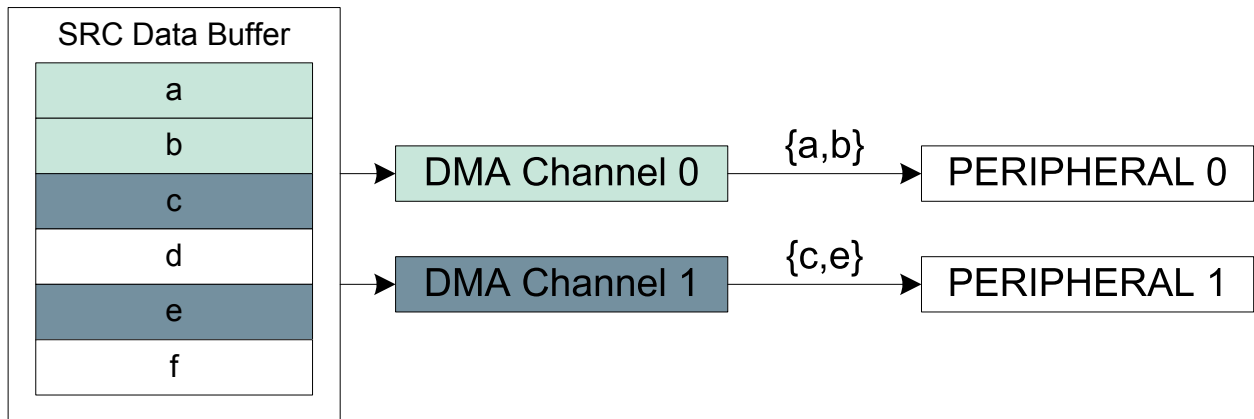 SRC Data Buffer
a
b
c
d
e
f
DMA Channel 0
{a,b}
PERIPHERAL 0
DMA Channel 1
{c,e}
PERIPHERAL 1